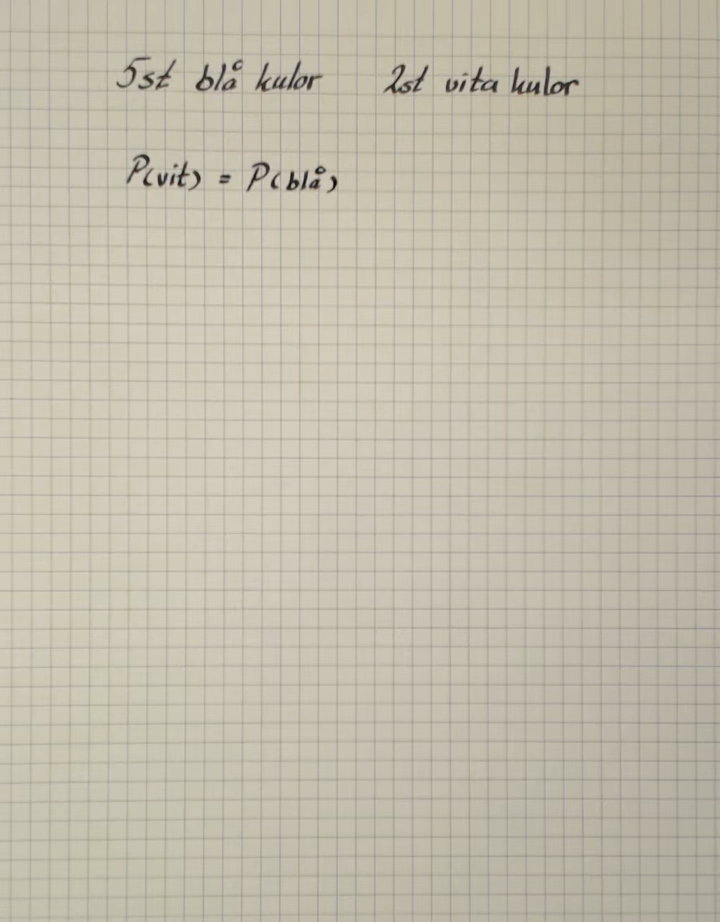 5st blå kulor 2st vita kulor
P(vit) = P(blå)